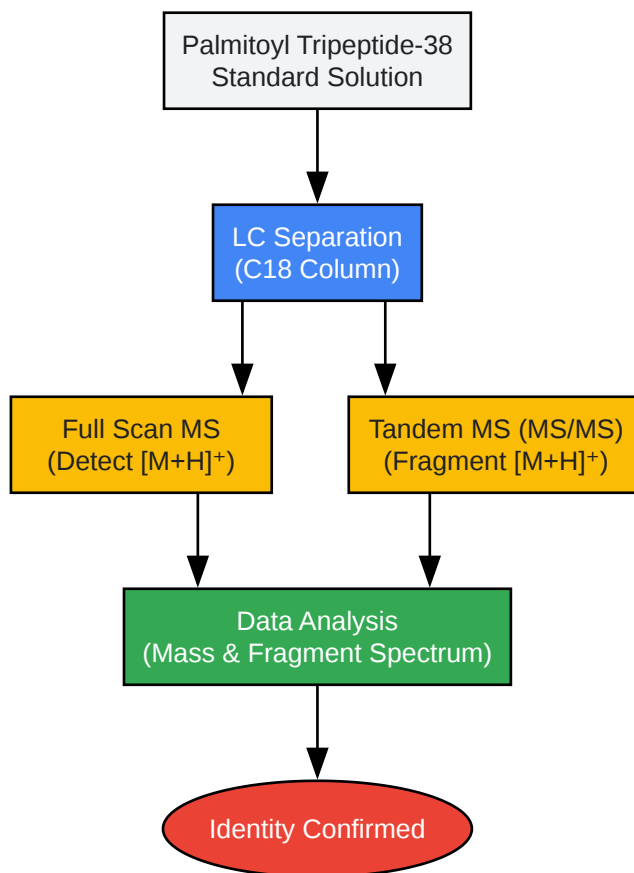 Palmitoyl Tripeptide-38
Standard Solution
LC Separation
(C18 Column)
Full Scan MS
(Detect [M+H]⁺)
Tandem MS (MS/MS)
(Fragment [M+H]⁺)
Data Analysis
(Mass & Fragment Spectrum)
Identity Confirmed